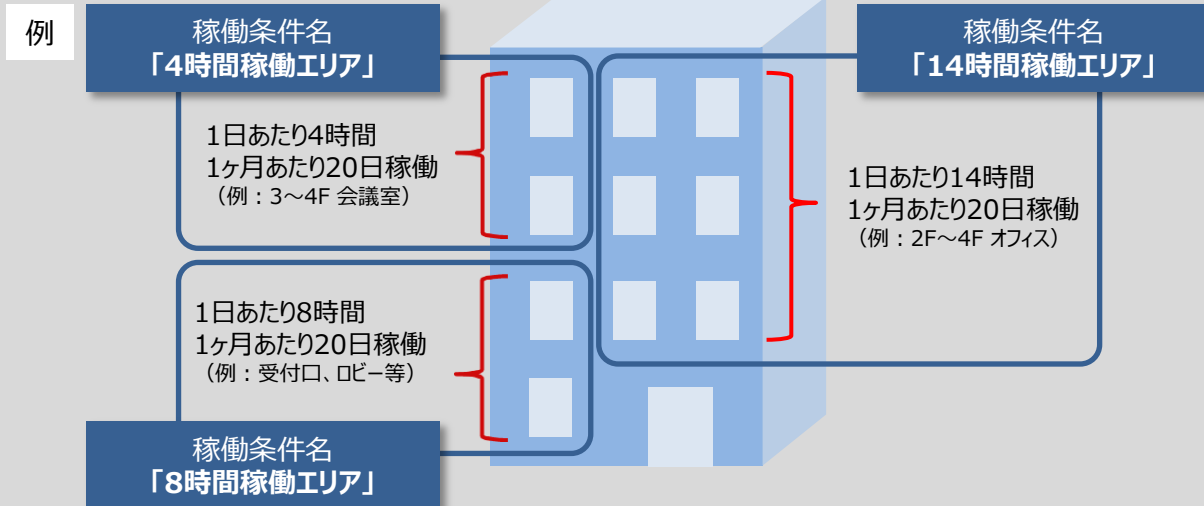 例
稼働条件名
「4時間稼働エリア」
1日あたり4時間
1ヶ月あたり20日稼働
（例：3～4F 会議室）
稼働条件名
「14時間稼働エリア」
1日あたり14時間
1ヶ月あたり20日稼働
（例：2F～4F オフィス）
1日あたり8時間
1ヶ月あたり20日稼働
（例：受付口、ロビー等）
稼働条件名
「8時間稼働エリア」